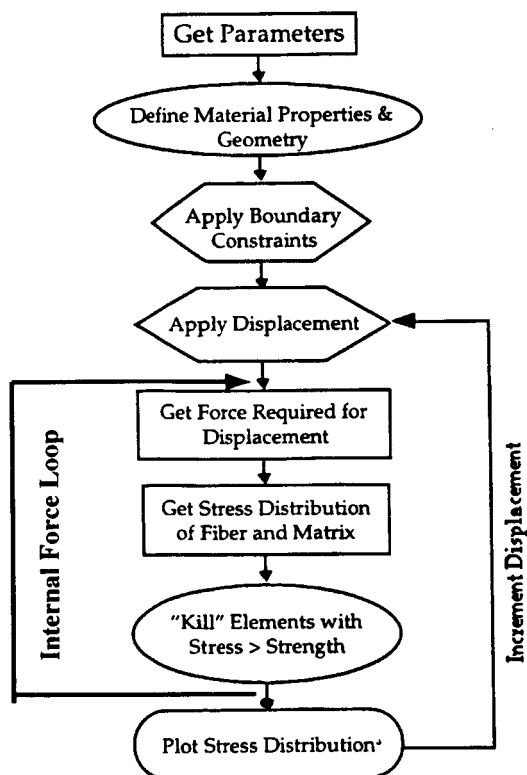 Get Parameters
Define Material Properties &
Geometry
Apply Boundary
Constraints
Apply Displacement
Get Force Required for
Displacement
Get Stress Distribution
of Fiber and Matrix
"Kill" Elements with
Stress > Strength
Plot Stress Distribution
Internal Force Loop
Increment Displacement